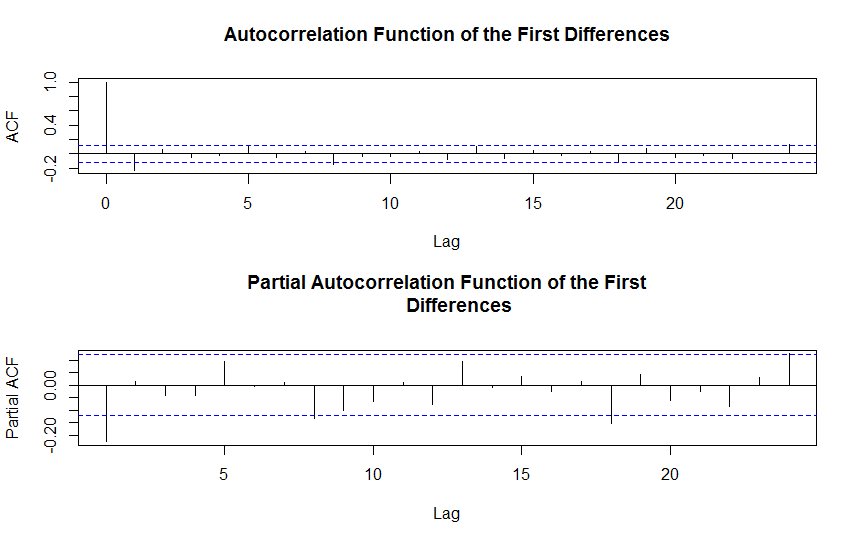 Autocorrelation Function of the First Differences
ACF
1.0
0.4
-0.2
0 5 10 15 20
Lag
Partial Autocorrelation Function of the First
Differences
Partial ACF
0.00
-0.20
5 10 15 20
Lag